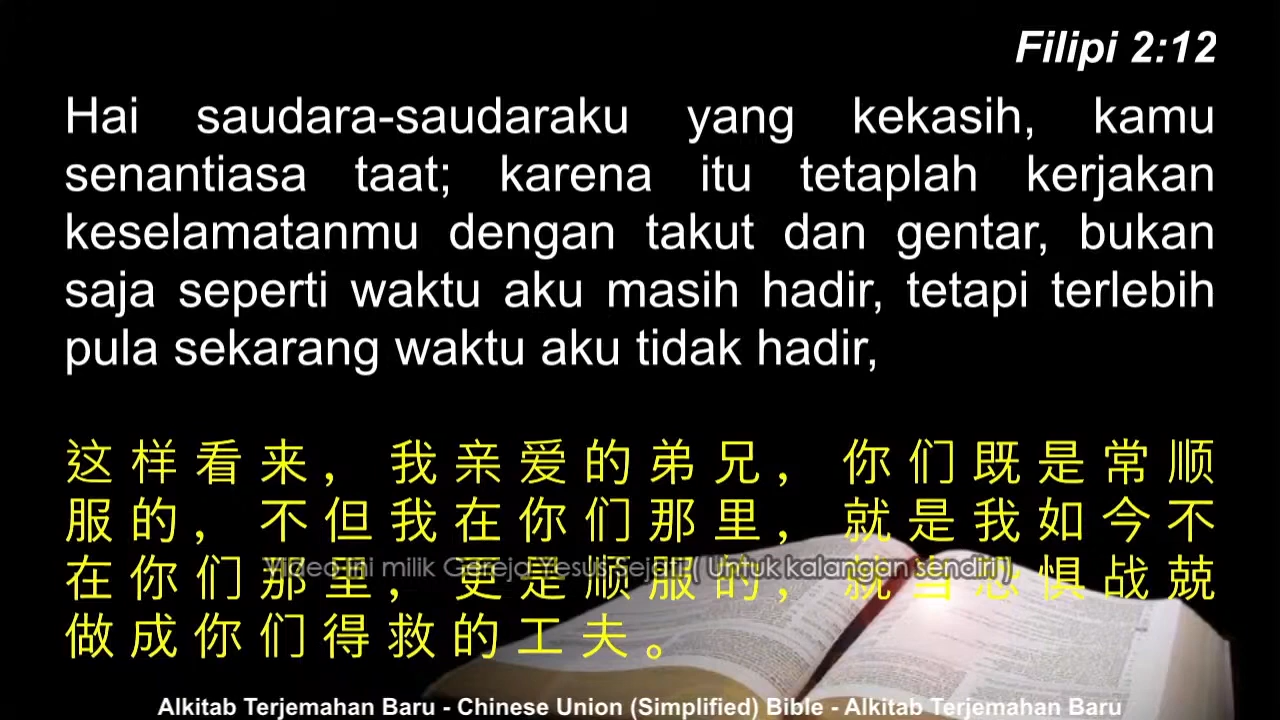 Filipi 2:12
Hai saudara-saudaraku yang kekasih, kamu
senantiasa taat; karena itu tetaplah kerjakan
keselamatanmu dengan takut dan gentar, bukan
saja seperti waktu aku masih hadir, tetapi terlebih
pula sekarang waktu aku tidak hadir,
这样看来，我亲爱的弟兄，你们既是常顺
服的，不但我在你们那里，就是我如今不
在你们那里，更是顺服的，就当恐惧战兢
做成你们得救的工夫。
Video ini milik Gereja Yesus Sejati ( Untuk kalangan sendiri )
Alkitab Terjemahan Baru - Chinese Union (Simplified) Bible - Alkitab Terjemahan Baru